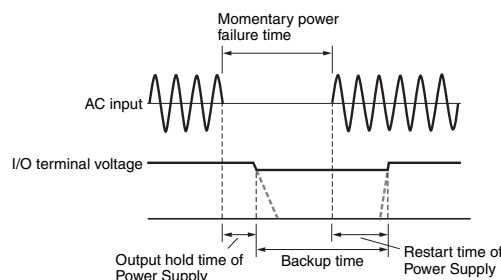 Momentary power
failure time
AC input
I/O terminal voltage
Output hold time of
Power Supply
Backup time
Restart time of
Power Supply